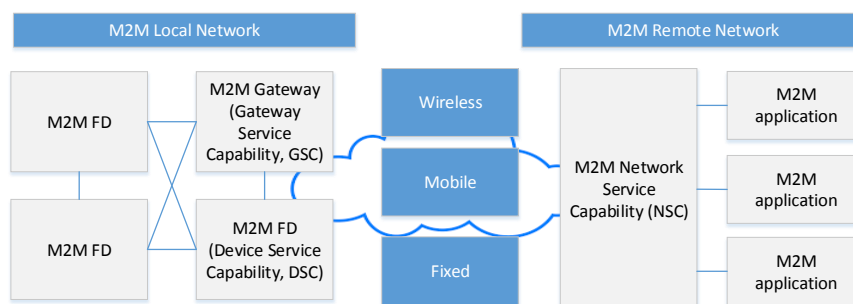 M2M Local Network
M2M Remote Network
M2M FD
M2M Gateway
(Gateway
Service
Capability, GSC)
Wireless
M2M
application
M2M FD
M2M FD
(Device Service
Capability, DSC)
Mobile
Fixed
M2M Network
Service
Capability (NSC)
M2M
application
M2M
application